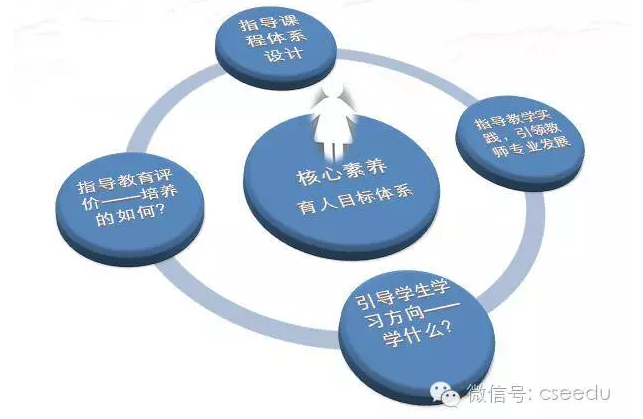 指导课
程体系
设计
指导教学实
践，引领教
师专业发展
核心素养
育人目标体系
指导教育评
价——培养
的如何?
引导学生学
习方向——
学什么?
微信号: cseedu